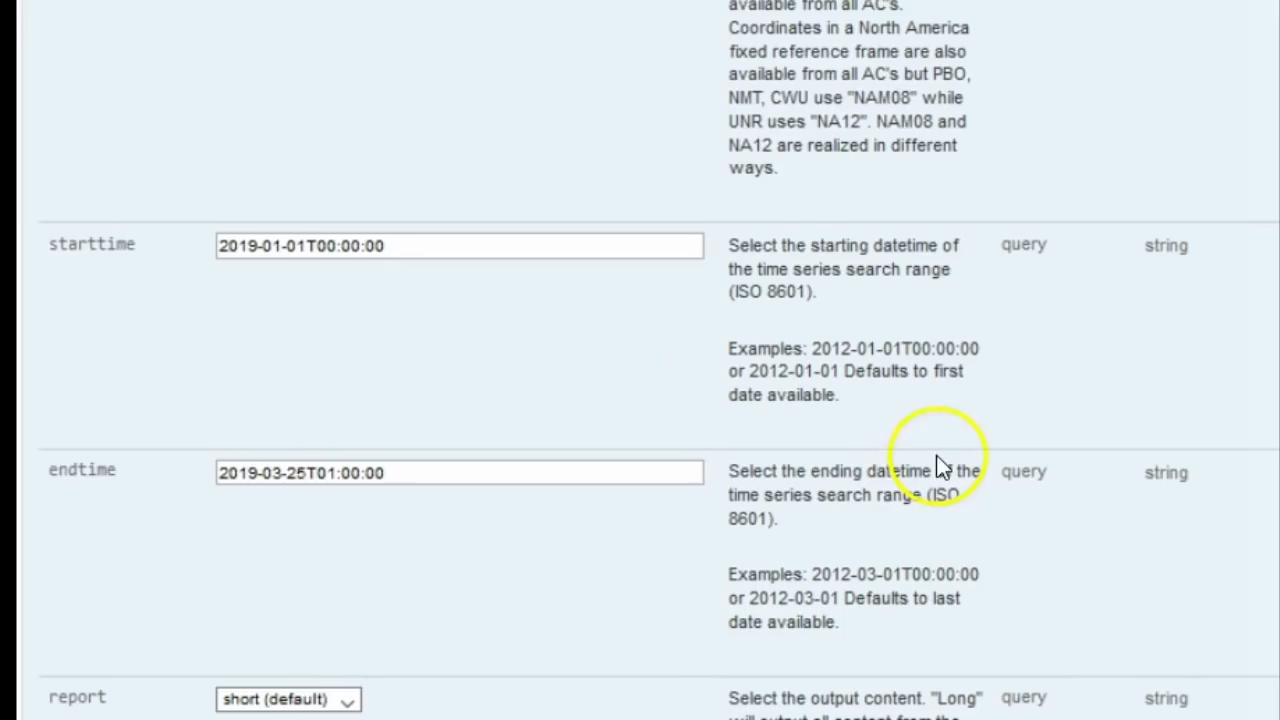 available from all AC's.
Coordinates in a North America
fixed reference frame are also
available from all AC's but PBO,
NMT, CWU use "NAM08" while
UNR uses "NA12". NAM08 and
NA12 are realized in different
ways.
starttime
2019-01-01T00:00:00
Select the starting datetime of
the time series search range
(ISO 8601).
query
string
Examples: 2012-01-01T00:00:00
or 2012-01-01 Defaults to first
date available.
endtime
2019-03-25T01:00:00
Select the ending datetime of the
time series search range (ISO
8601).
query
string
Examples: 2012-03-01T00:00:00
or 2012-03-01 Defaults to last
date available.
report
short (default)
Select the output content. "Long"
will output all content from the
query
string